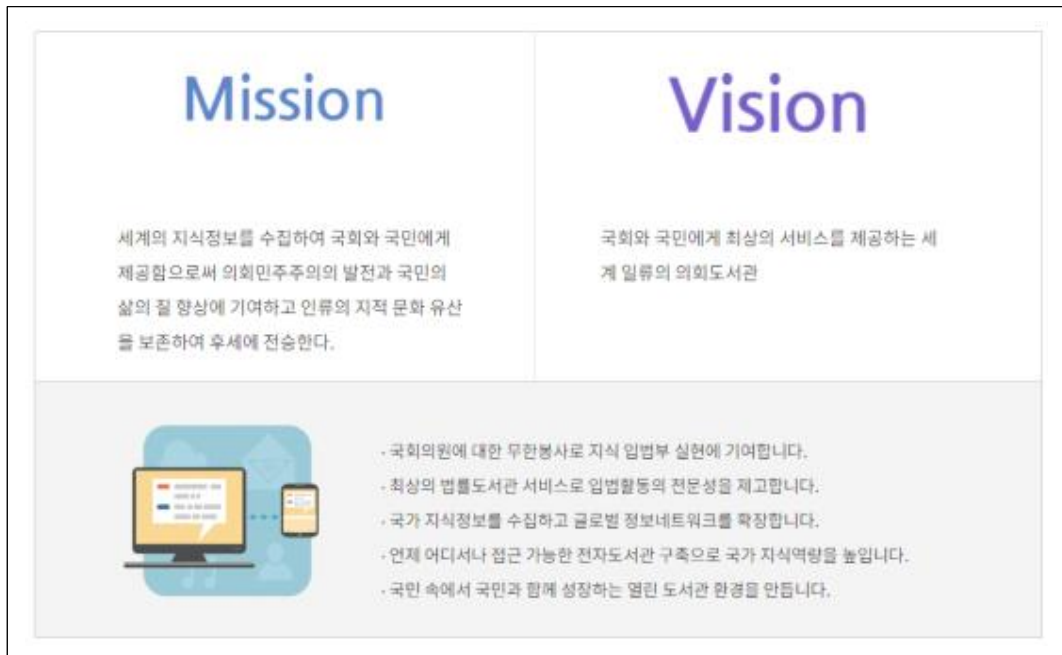 Mission
세계의 지식정보를 수집하여 국회와 국민에게
제공함으로써 의회민주주의의 발전과 국민의
삶의 질 향상에 기여하고 인류의 지적 문화 유산
을 보존하여 후세에 전승한다.
Vision
국회와 국민에게 최상의 서비스를 제공하는 세
계 일류의 의회도서관
- 국회의원에 대한 무한봉사로 지식 입법부 실현에 기여합니다.
- 최상의 법률도서관 서비스로 입법활동의 전문성을 제고합니다.
- 국가 지식정보를 수집하고 글로벌 정보네트워크를 확장합니다.
- 언제 어디서나 접근 가능한 전자도서관 구축으로 국가 지식역량을 높입니다.
- 국민 속에서 국민과 함께 성장하는 열린 도서관 환경을 만듭니다.